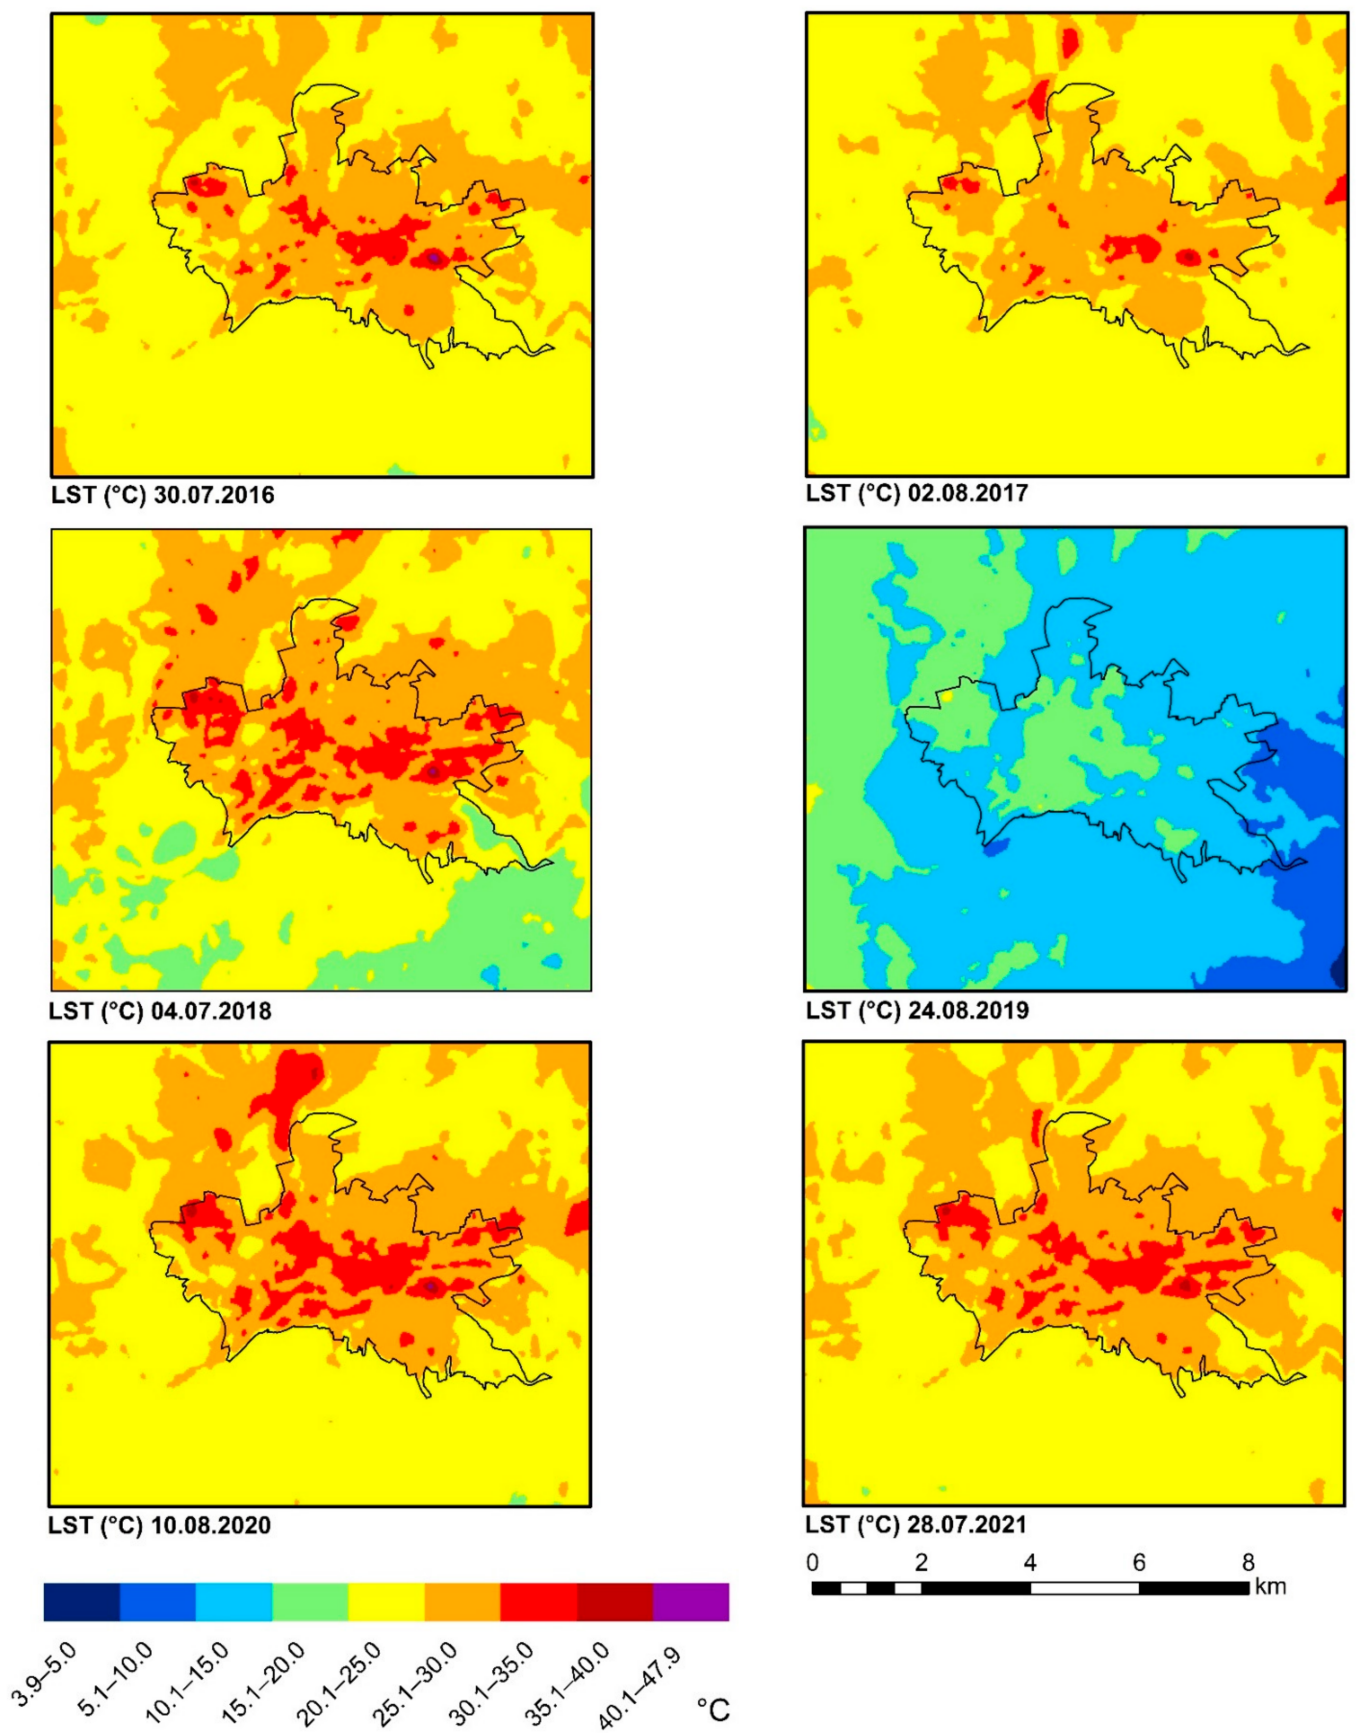 LST (°C) 30.07.2016
LST (°C) 02.08.2017
LST (°C) 04.07.2018
LST (°C) 24.08.2019
LST (°C) 10.08.2020
LST (°C) 28.07.2021
0 2 4 6 8
km
3.9–5.0
5.1–10.0
10.1–15.0
15.1–20.0
20.1–25.0
25.1–30.0
30.1–35.0
35.1–40.0
40.1–47.9
°C